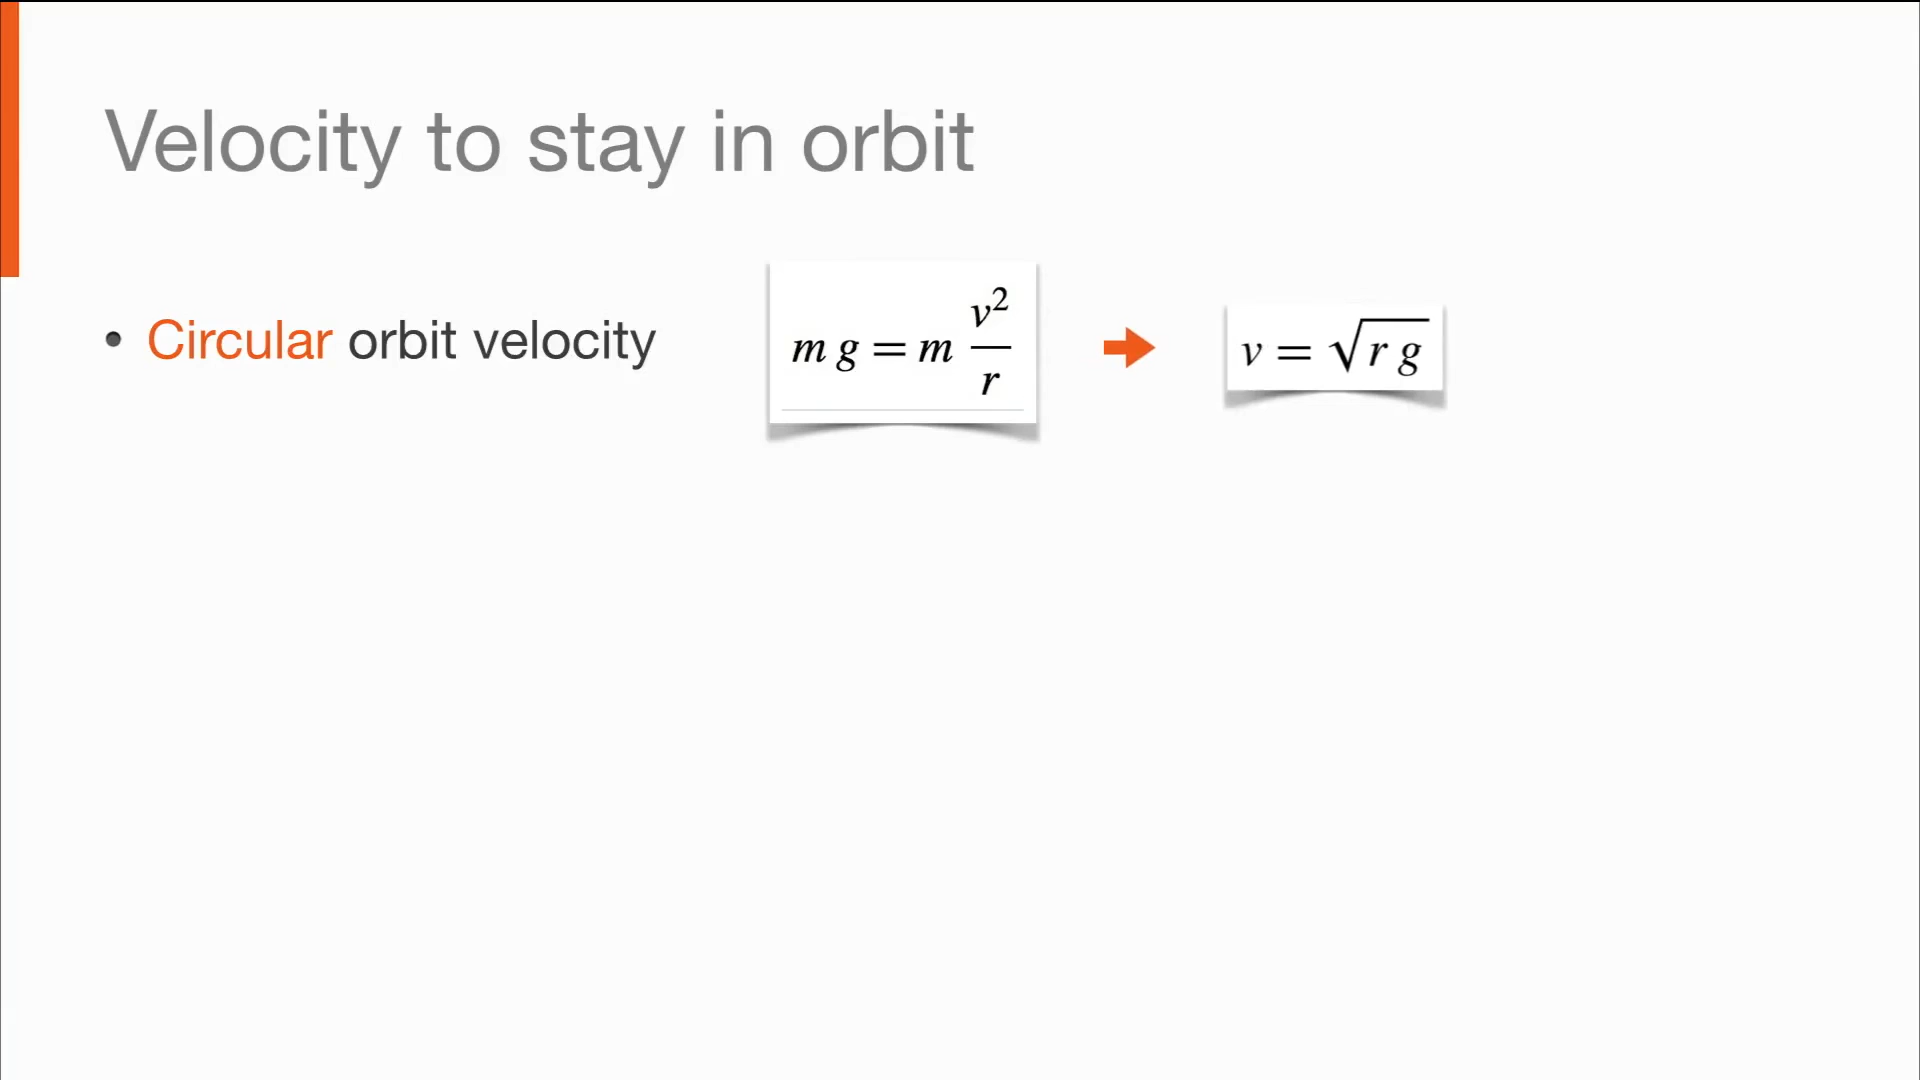 Velocity to stay in orbit
• Circular orbit velocity
m g = m v²/r
v = √r g